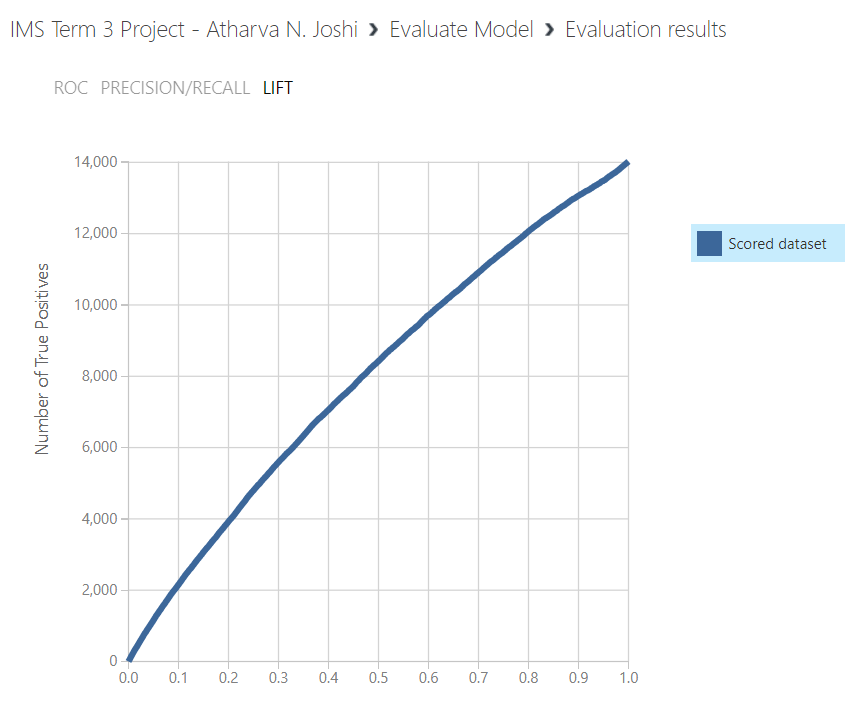 IMS Term 3 Project - Atharva N. Joshi › Evaluate Model › Evaluation results
ROC PRECISION/RECALL LIFT
14,000
12,000
10,000
8,000
6,000
4,000
2,000
0
Number of True Positives
0.0 0.1 0.2 0.3 0.4 0.5 0.6 0.7 0.8 0.9 1.0
Scored dataset